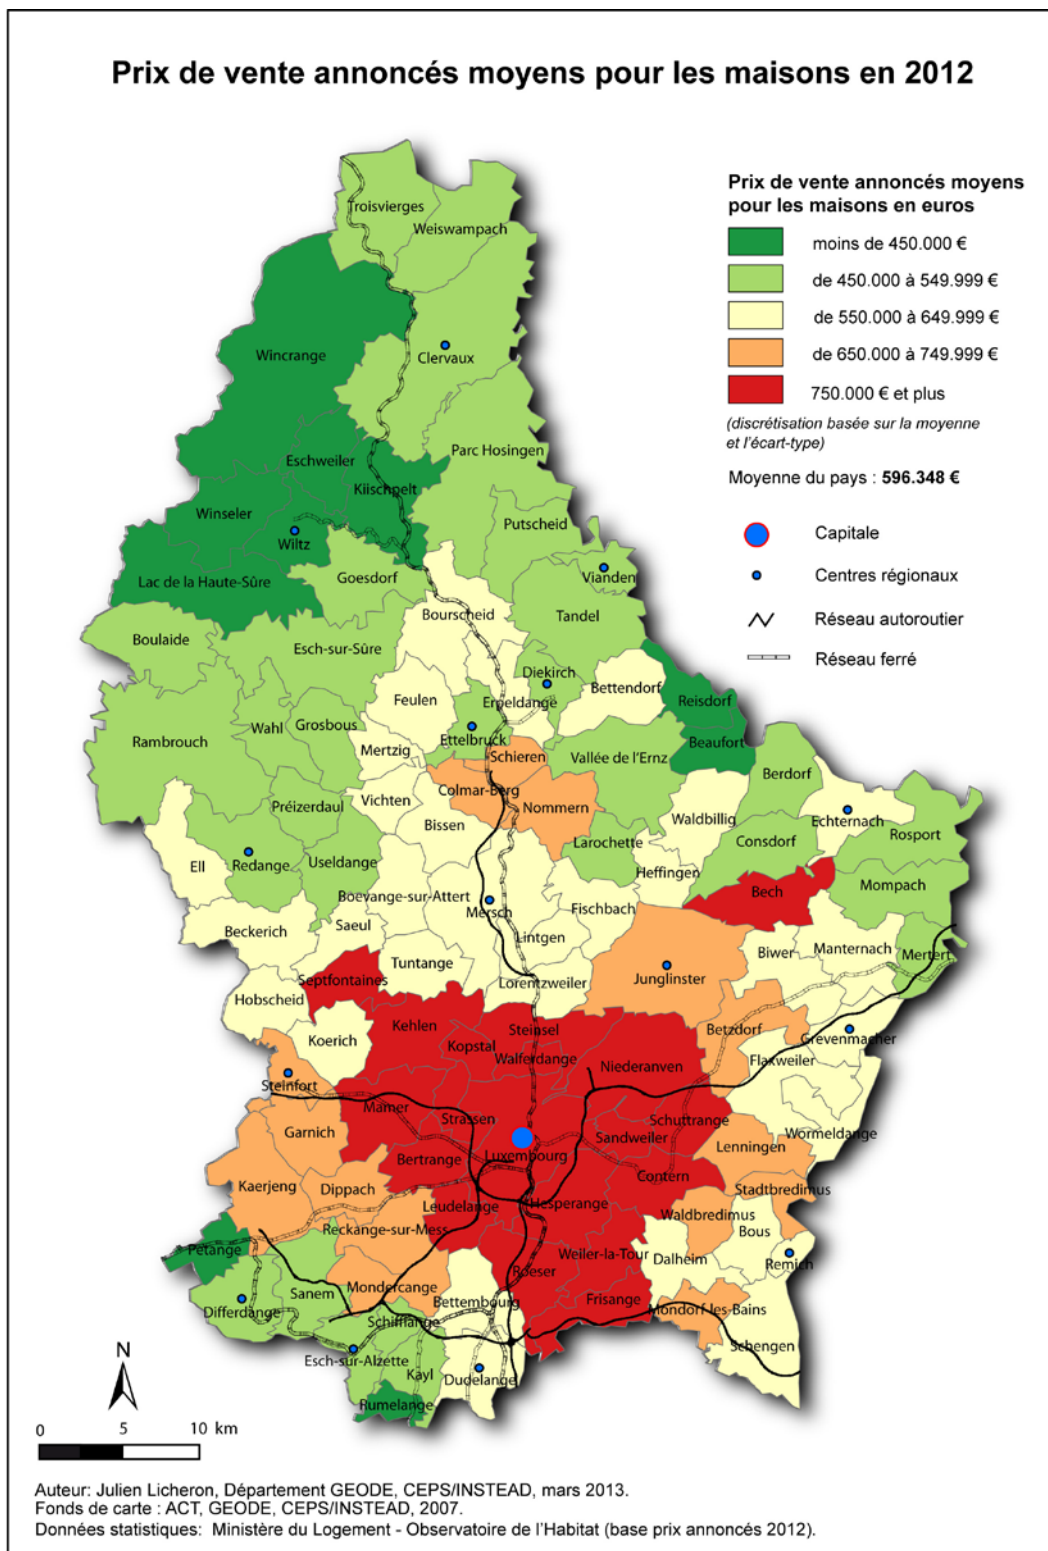 Prix de vente annoncés moyens pour les maisons en 2012
Prix de vente annoncés moyens
pour les maisons en euros
moins de 450.000 €
de 450.000 à 549.999 €
de 550.000 à 649.999 €
de 650.000 à 749.999 €
750.000 € et plus
(discrétisation basée sur la moyenne
et l'écart-type)
Moyenne du pays : 596.348 €
Capitale
Centres régionaux
Réseau autoroutier
Réseau ferré
Troisvierges
Weiswampach
Wincrange
Clervaux
Parc Hosingen
Eschweiler
Kiischpelt
Winseler
Wiltz
Putscheid
Lac de la Haute-Sûre
Goesdorf
Vianden
Tandel
Bourscheid
Boulaide
Esch-sur-Sûre
Diekirch
Bettendorf
Reisdorf
Feulen
Erpeldange
Ettelbruck
Beaufort
Rambrouch
Wahl
Grosbous
Mertzig
Schieren
Vallée de l'Ernz
Berdorf
Colmar-Berg
Nommern
Préizerdaul
Vichten
Bissen
Waldbillig
Echternach
Rosport
Larochette
Consdorf
Ell
Redange
Useldange
Heffingen
Mompach
Boevange-sur-Attert
Mersch
Fischbach
Bech
Beckerich
Saeul
Lintgen
Tuntange
Biwer
Manternach
Mertert
Septfontaines
Lorentzweiler
Junglinster
Hobscheid
Kehlen
Steinsel
Betzdorf
Grevenmacher
Koerich
Kopstal
Walferdange
Niederanven
Flaxweiler
Steinfort
Mamer
Strassen
Schuttrange
Garnich
Sandweiler
Lenningen
Wormeldange
Bertrange
Luxembourg
Contern
Kaerjeng
Dippach
Stadtbredimus
Leudelange
Hesperange
Waldbredimus
Reckange-sur-Mess
Bous
Pétange
Weiler-la-Tour
Dalheim
Remich
Roeser
Mondercange
Sanem
Bettembourg
Frisange
Differdange
Schifflange
Mondorf-les-Bains
Schengen
Esch-sur-Alzette
Kayl
Dudelange
Rumelange
N
0 5 10 km
Auteur: Julien Licheron, Département GEODE, CEPS/INSTEAD, mars 2013.
Fonds de carte : ACT, GEODE, CEPS/INSTEAD, 2007.
Données statistiques: Ministère du Logement - Observatoire de l'Habitat (base prix annoncés 2012).